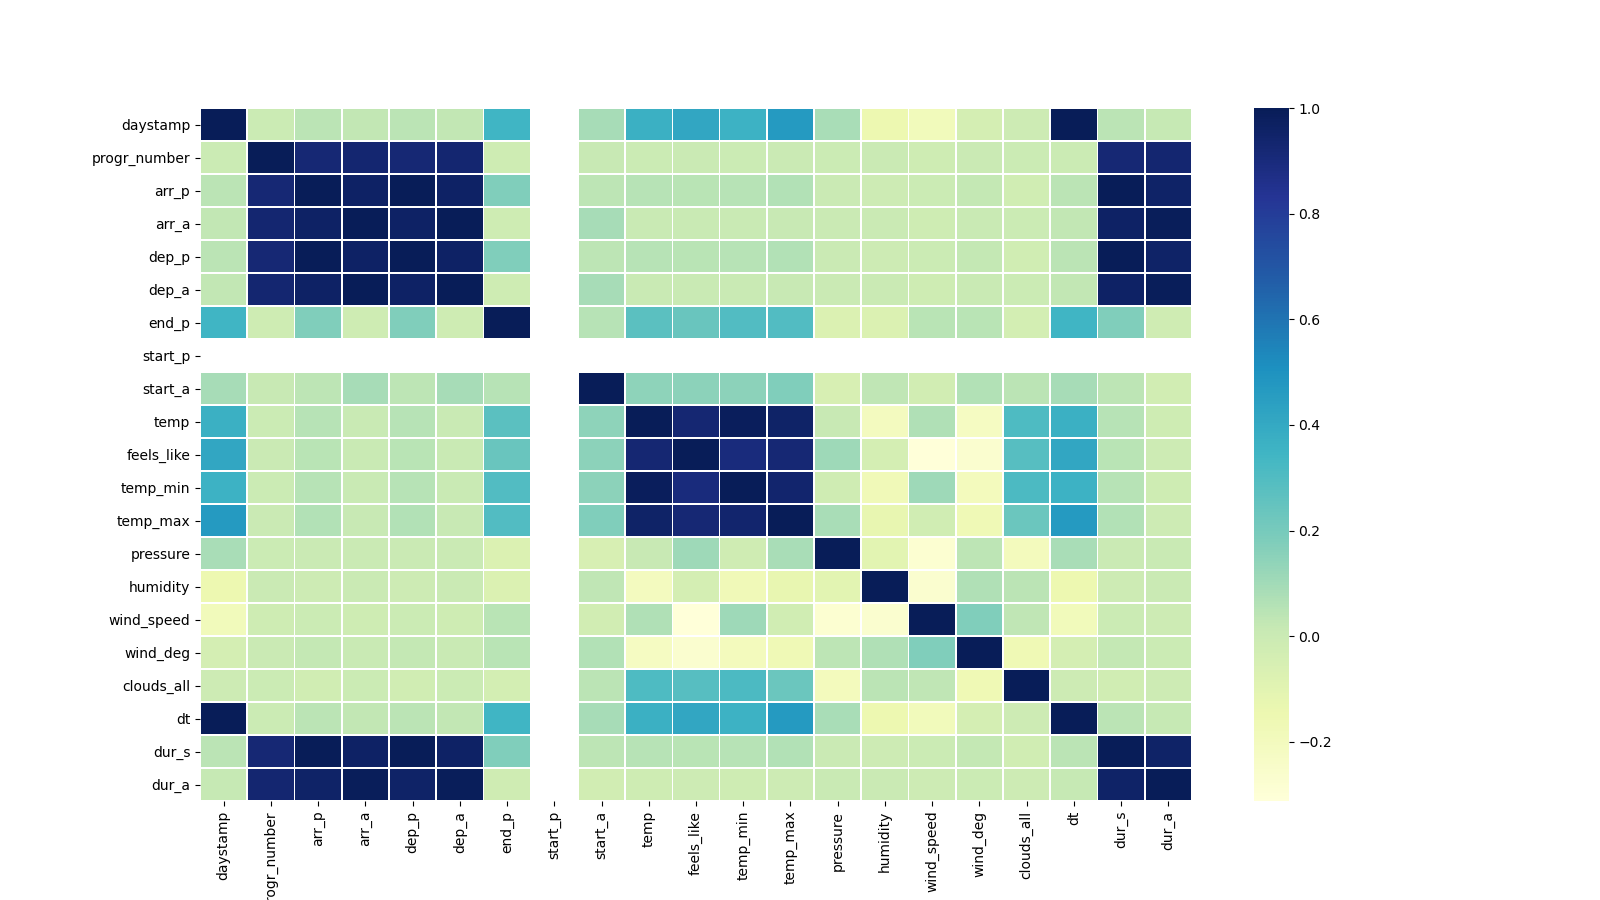 daystamp
progr_number
arr_p
arr_a
dep_p
dep_a
end_p
start_p
start_a
temp
feels_like
temp_min
temp_max
pressure
humidity
wind_speed
wind_deg
clouds_all
dt
dur_s
dur_a
daystamp
rogr_number
arr_p
arr_a
dep_p
dep_a
end_p
start_p
start_a
temp
feels_like
temp_min
temp_max
pressure
humidity
wind_speed
wind_deg
clouds_all
dt
dur_s
dur_a
1.0
0.8
0.6
0.4
0.2
0.0
−0.2